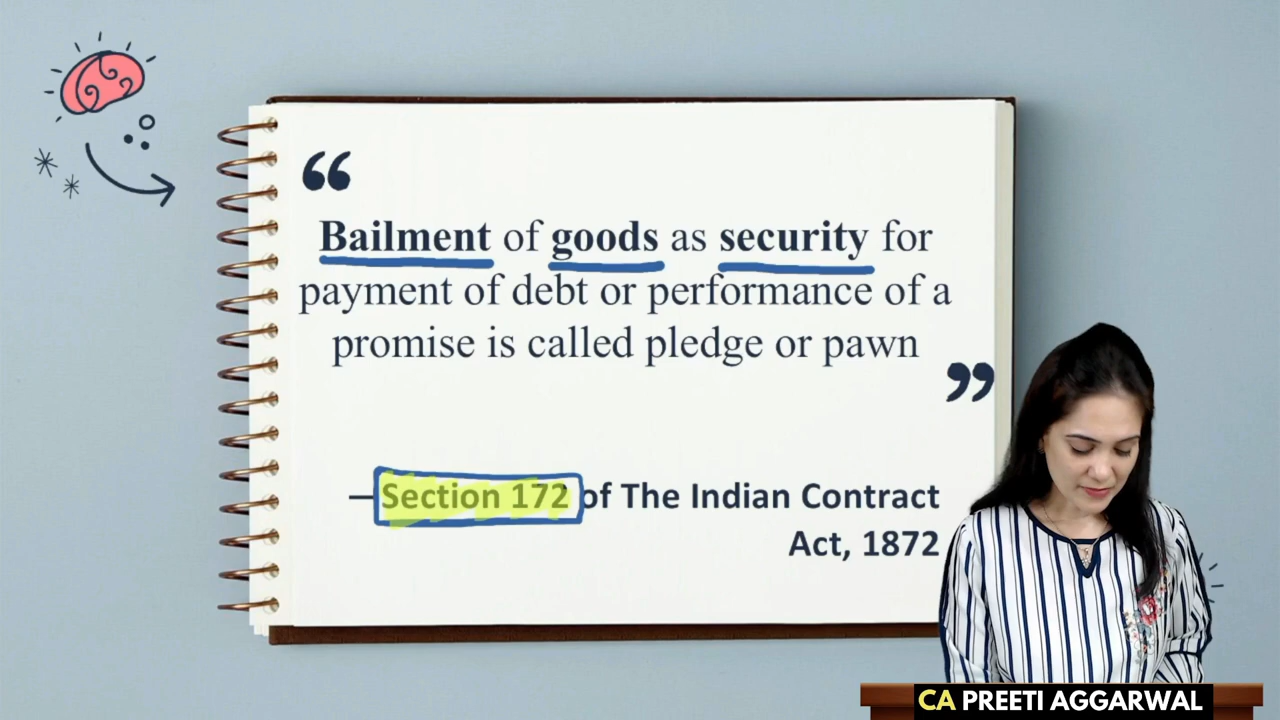 “
Bailment of goods as security for
payment of debt or performance of a
promise is called pledge or pawn
”
—Section 172 of The Indian Contract
Act, 1872
CA PREETI AGGARWAL